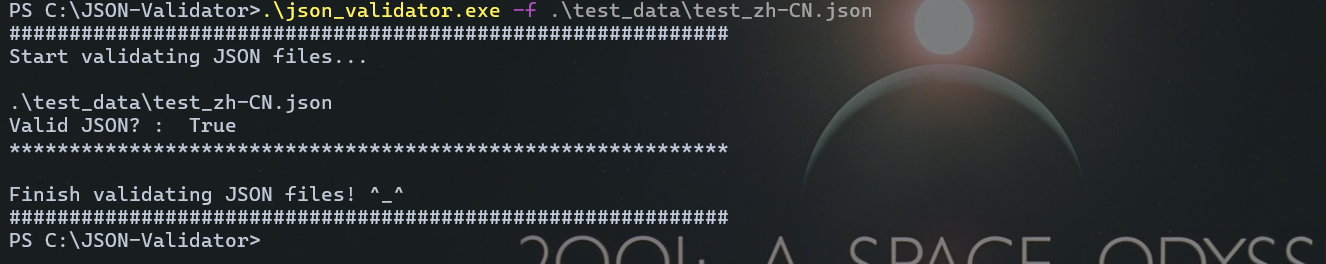 PS C:\JSON-Validator>.\json_validator.exe -f .\test_data\test_zh-CN.json
############################################################
Start validating JSON files...
.\test_data\test_zh-CN.json
Valid JSON? :  True
************************************************************
Finish validating JSON files! ^_^
############################################################
PS C:\JSON-Validator>
2001: A SPACE ODYSS